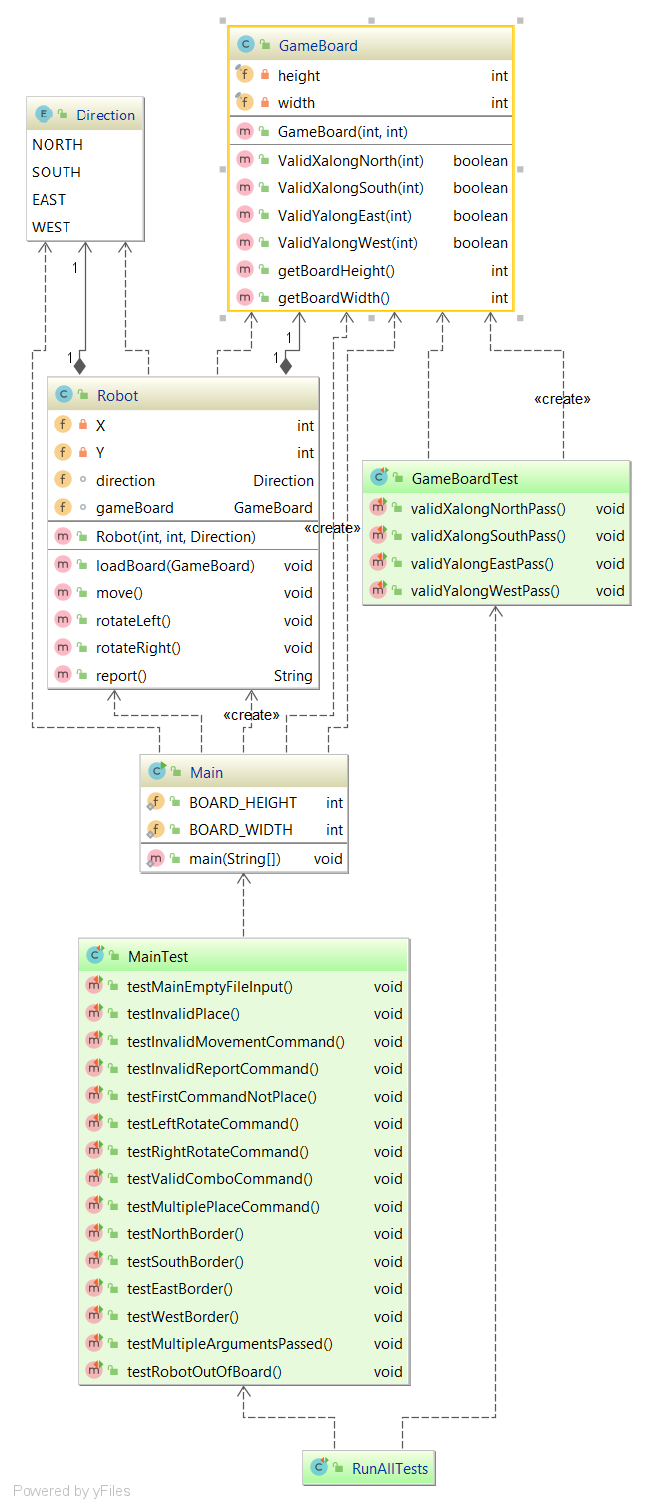 GameBoard
height int
width int
GameBoard(int, int)
ValidXalongNorth(int) boolean
ValidXalongSouth(int) boolean
ValidYalongEast(int) boolean
ValidYalongWest(int) boolean
getBoardHeight() int
getBoardWidth() int
Direction
NORTH
SOUTH
EAST
WEST
1
1
1
1
Robot
X int
Y int
direction Direction
gameBoard GameBoard
Robot(int, int, Direction)
loadBoard(GameBoard) void
move() void
rotateLeft() void
rotateRight() void
report() String
«create»
«create»
«create»
GameBoardTest
validXalongNorthPass() void
validXalongSouthPass() void
validYalongEastPass() void
validYalongWestPass() void
Main
BOARD_HEIGHT int
BOARD_WIDTH int
main(String[]) void
MainTest
testMainEmptyFileInput() void
testInvalidPlace() void
testInvalidMovementCommand() void
testInvalidReportCommand() void
testFirstCommandNotPlace() void
testLeftRotateCommand() void
testRightRotateCommand() void
testValidComboCommand() void
testMultiplePlaceCommand() void
testNorthBorder() void
testSouthBorder() void
testEastBorder() void
testWestBorder() void
testMultipleArgumentsPassed() void
testRobotOutOfBoard() void
RunAllTests
Powered by yFiles